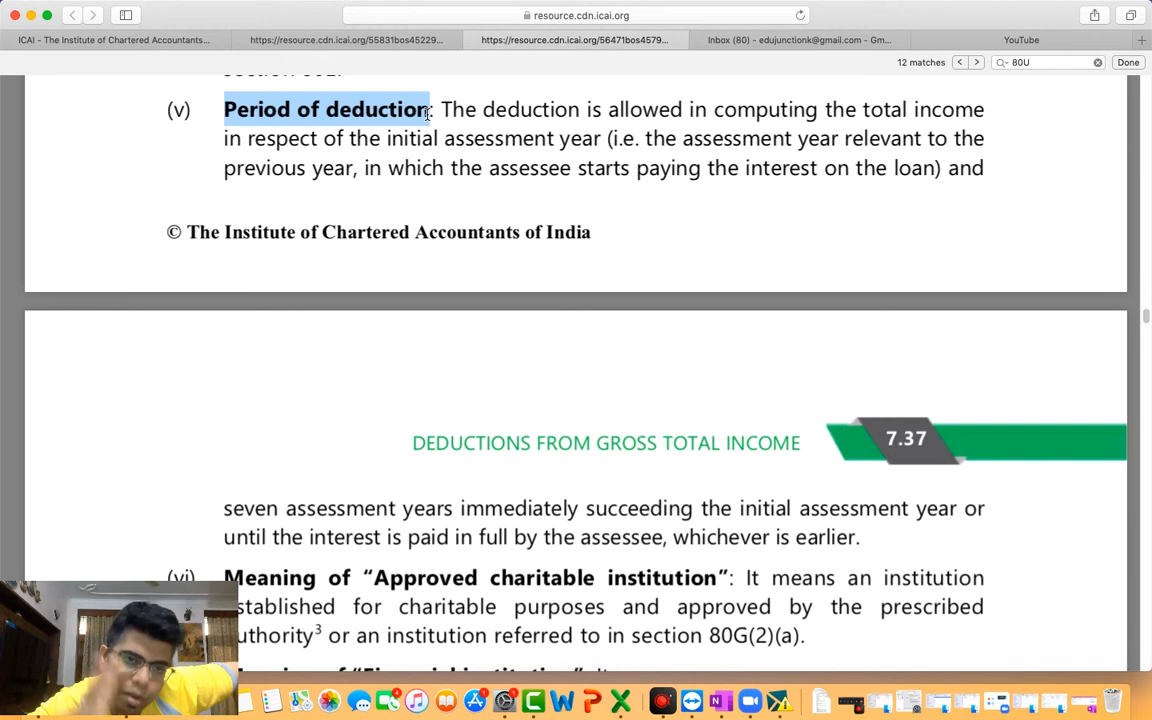 resource.cdn.icai.org
ICAI - The Institute of Chartered Accountants...
https://resource.cdn.icai.org/55831bos45229...
https://resource.cdn.icai.org/56471bos4579...
Inbox (80) - edujunctionk@gmail.com - Gm...
YouTube
12 matches
80U
Done
(v) Period of deduction: The deduction is allowed in computing the total income
in respect of the initial assessment year (i.e. the assessment year relevant to the
previous year, in which the assessee starts paying the interest on the loan) and
© The Institute of Chartered Accountants of India
DEDUCTIONS FROM GROSS TOTAL INCOME
7.37
seven assessment years immediately succeeding the initial assessment year or
until the interest is paid in full by the assessee, whichever is earlier.
(vi) Meaning of “Approved charitable institution”: It means an institution
established for charitable purposes and approved by the prescribed
authority3 or an institution referred to in section 80G(2)(a).